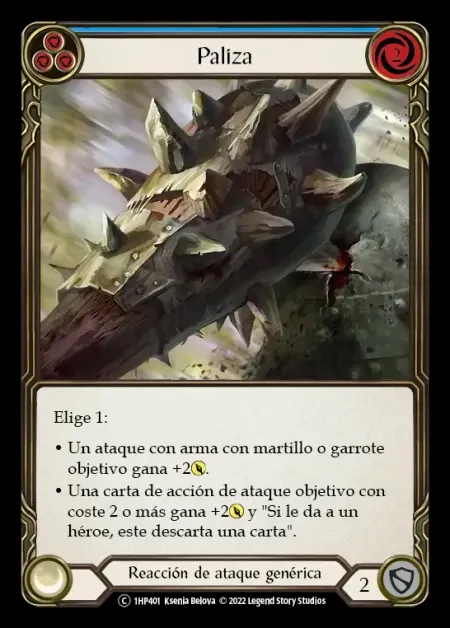 2
Paliza
Elige 1:
• Un ataque con arma con martillo o garrote
objetivo gana +2.
• Una carta de acción de ataque objetivo con
coste 2 o más gana +2 y "Si le da a un
héroe, este descarta una carta".
Reacción de ataque genérica
2
C 1HP401 Ksenia Belova © 2022 Legend Story Studios